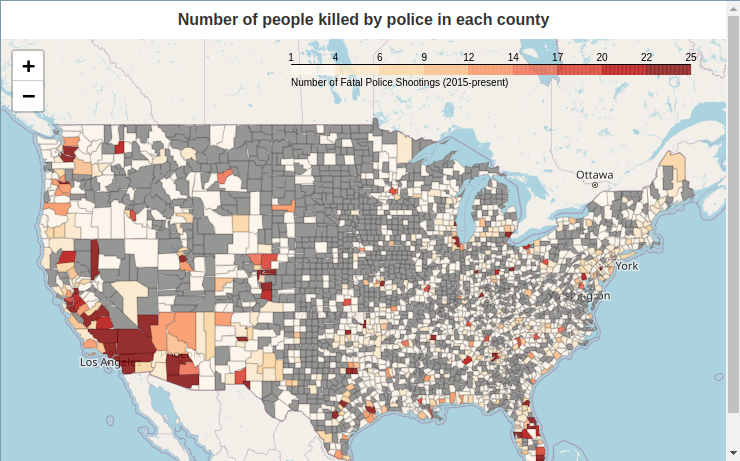 Number of people killed by police in each county
+
−
1 4 6 9 12 14 17 20 22 25
Number of Fatal Police Shootings (2015-present)
Ottawa
York
Los Angeles